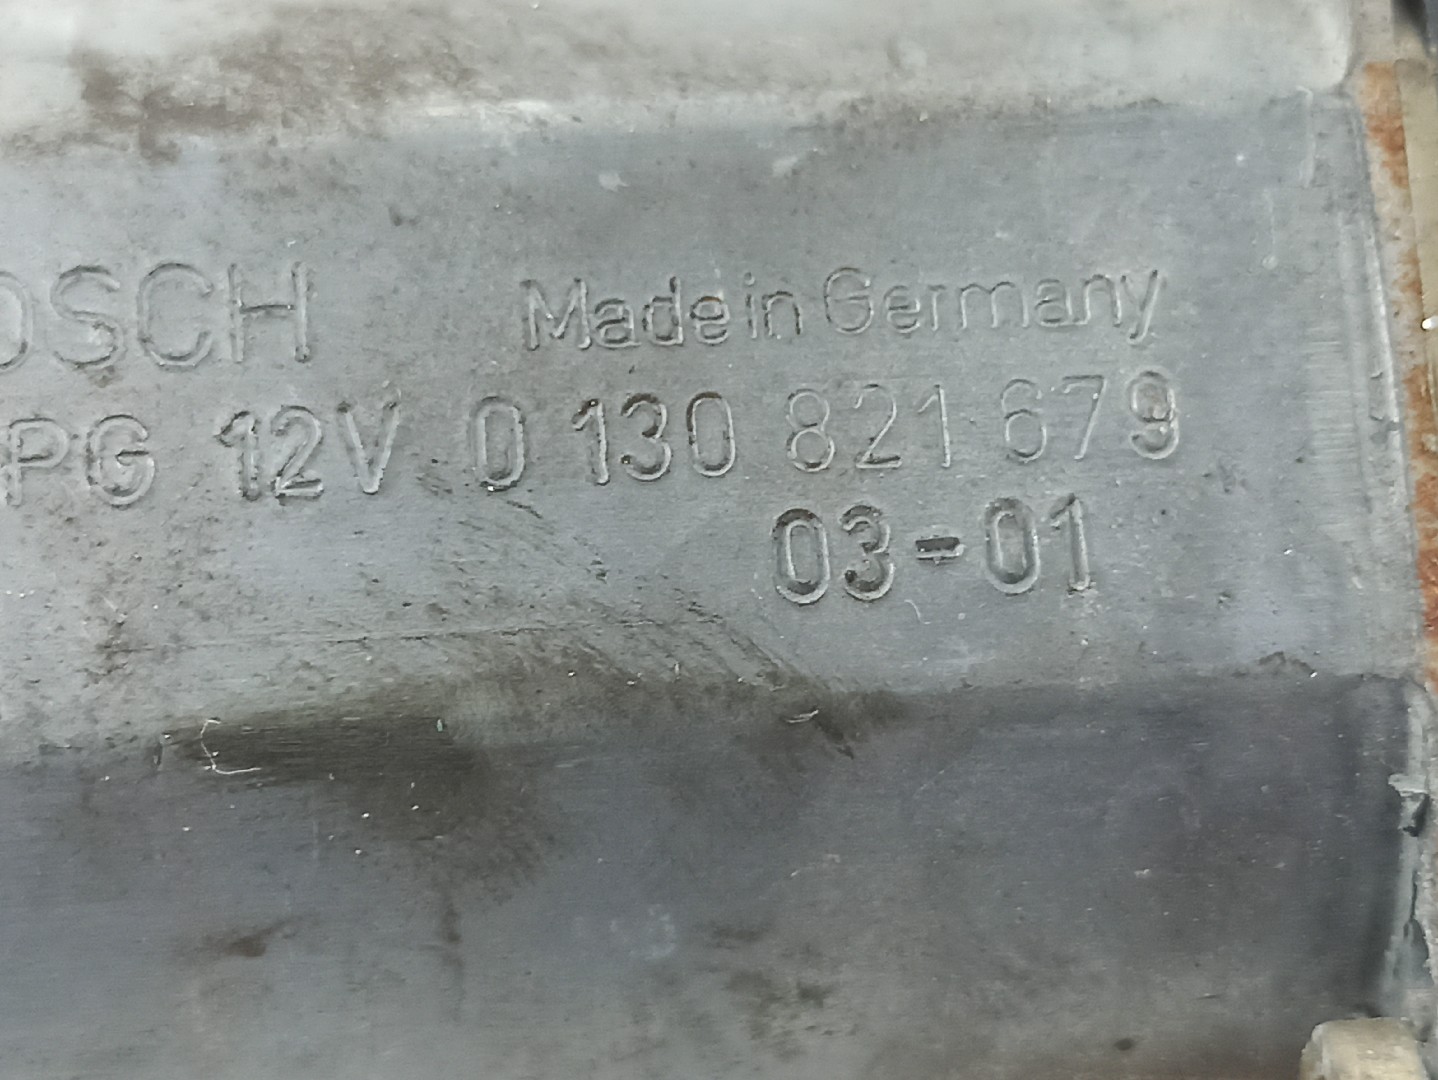 OSCH Made in Germany
PG 12V 0 130 821 679
03-01